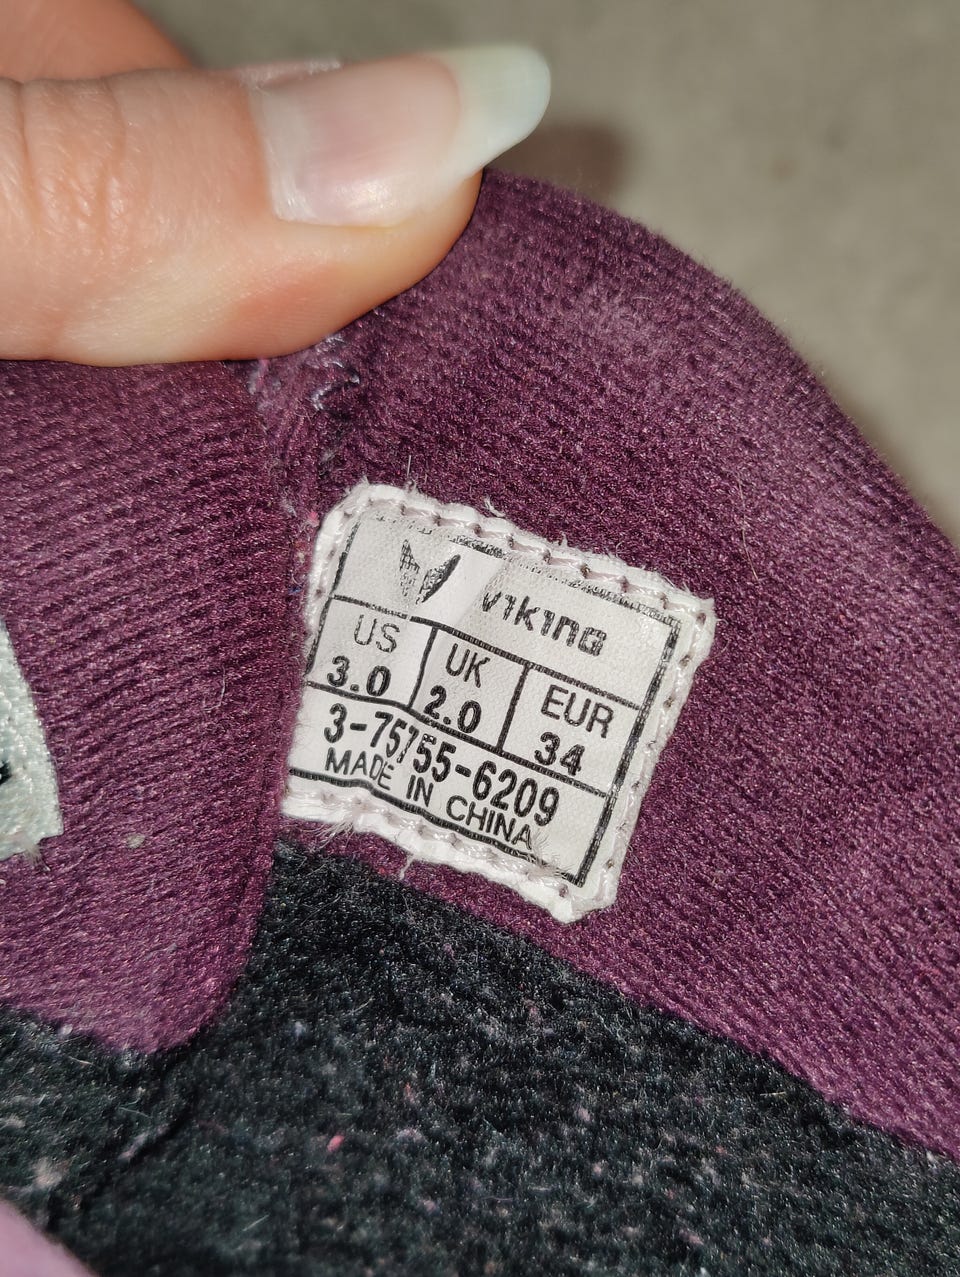 viking
US UK EUR
3.0 2.0 34
3-75755-6209
MADE IN CHINA